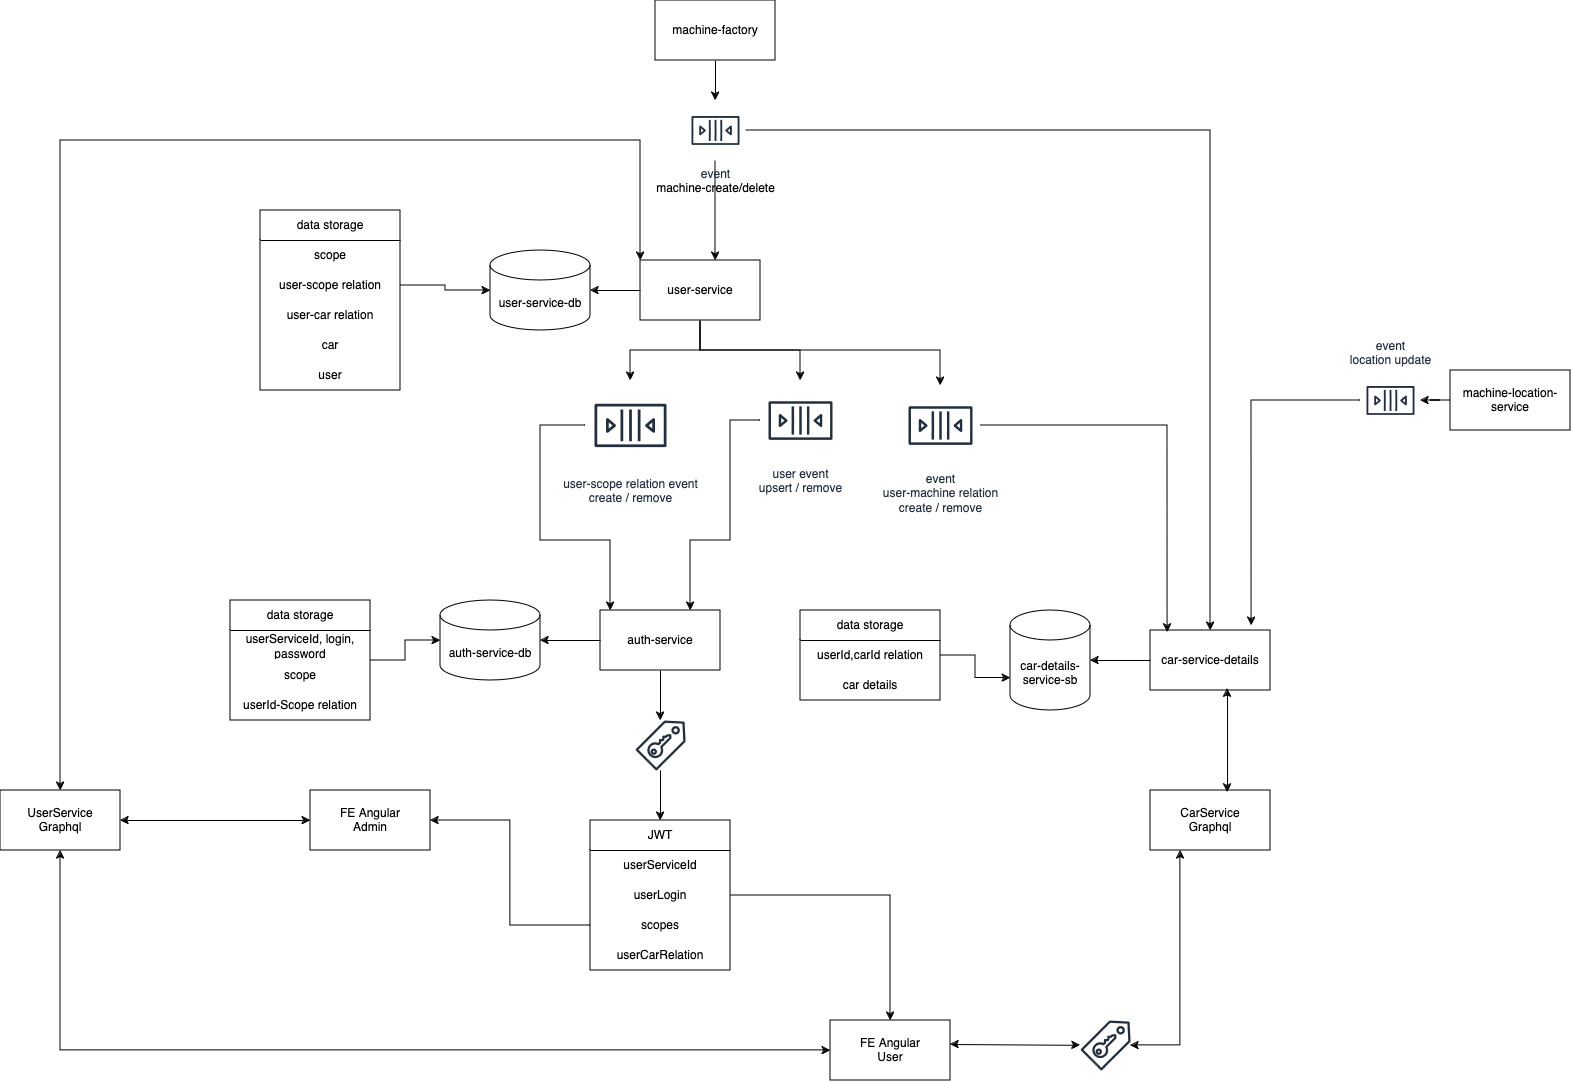 machine-factory
event
machine-create/delete
data storage
scope
user-scope relation
user-car relation
car
user
user-service-db
user-service
event
location update
machine-location-
service
user-scope relation event
create / remove
user event
upsert / remove
event
user-machine relation
create / remove
data storage
userServiceId, login,
password
scope
userId-Scope relation
auth-service-db
auth-service
data storage
userId,carId relation
car details
car-details-
service-sb
car-service-details
UserService
Graphql
FE Angular
Admin
JWT
userServiceId
userLogin
scopes
userCarRelation
CarService
Graphql
FE Angular
User